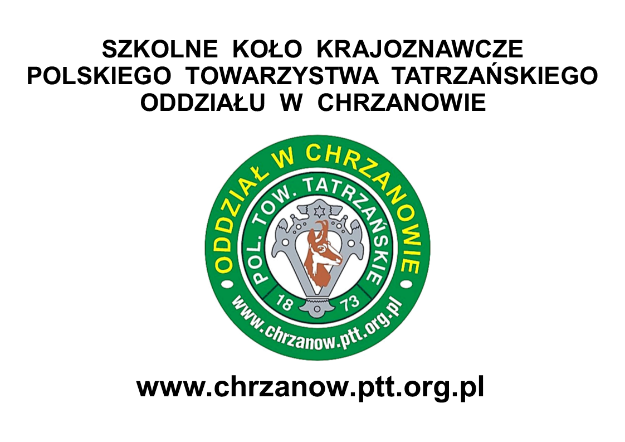 SZKOLNE KOŁO KRAJOZNAWCZE
POLSKIEGO TOWARZYSTWA TATRZAŃSKIEGO
ODDZIAŁU W CHRZANOWIE
ODDZIAŁ W CHRZANOWIE
POL. TOW. TATRZAŃSKIE
18 73
www.chrzanow.ptt.org.pl
www.chrzanow.ptt.org.pl